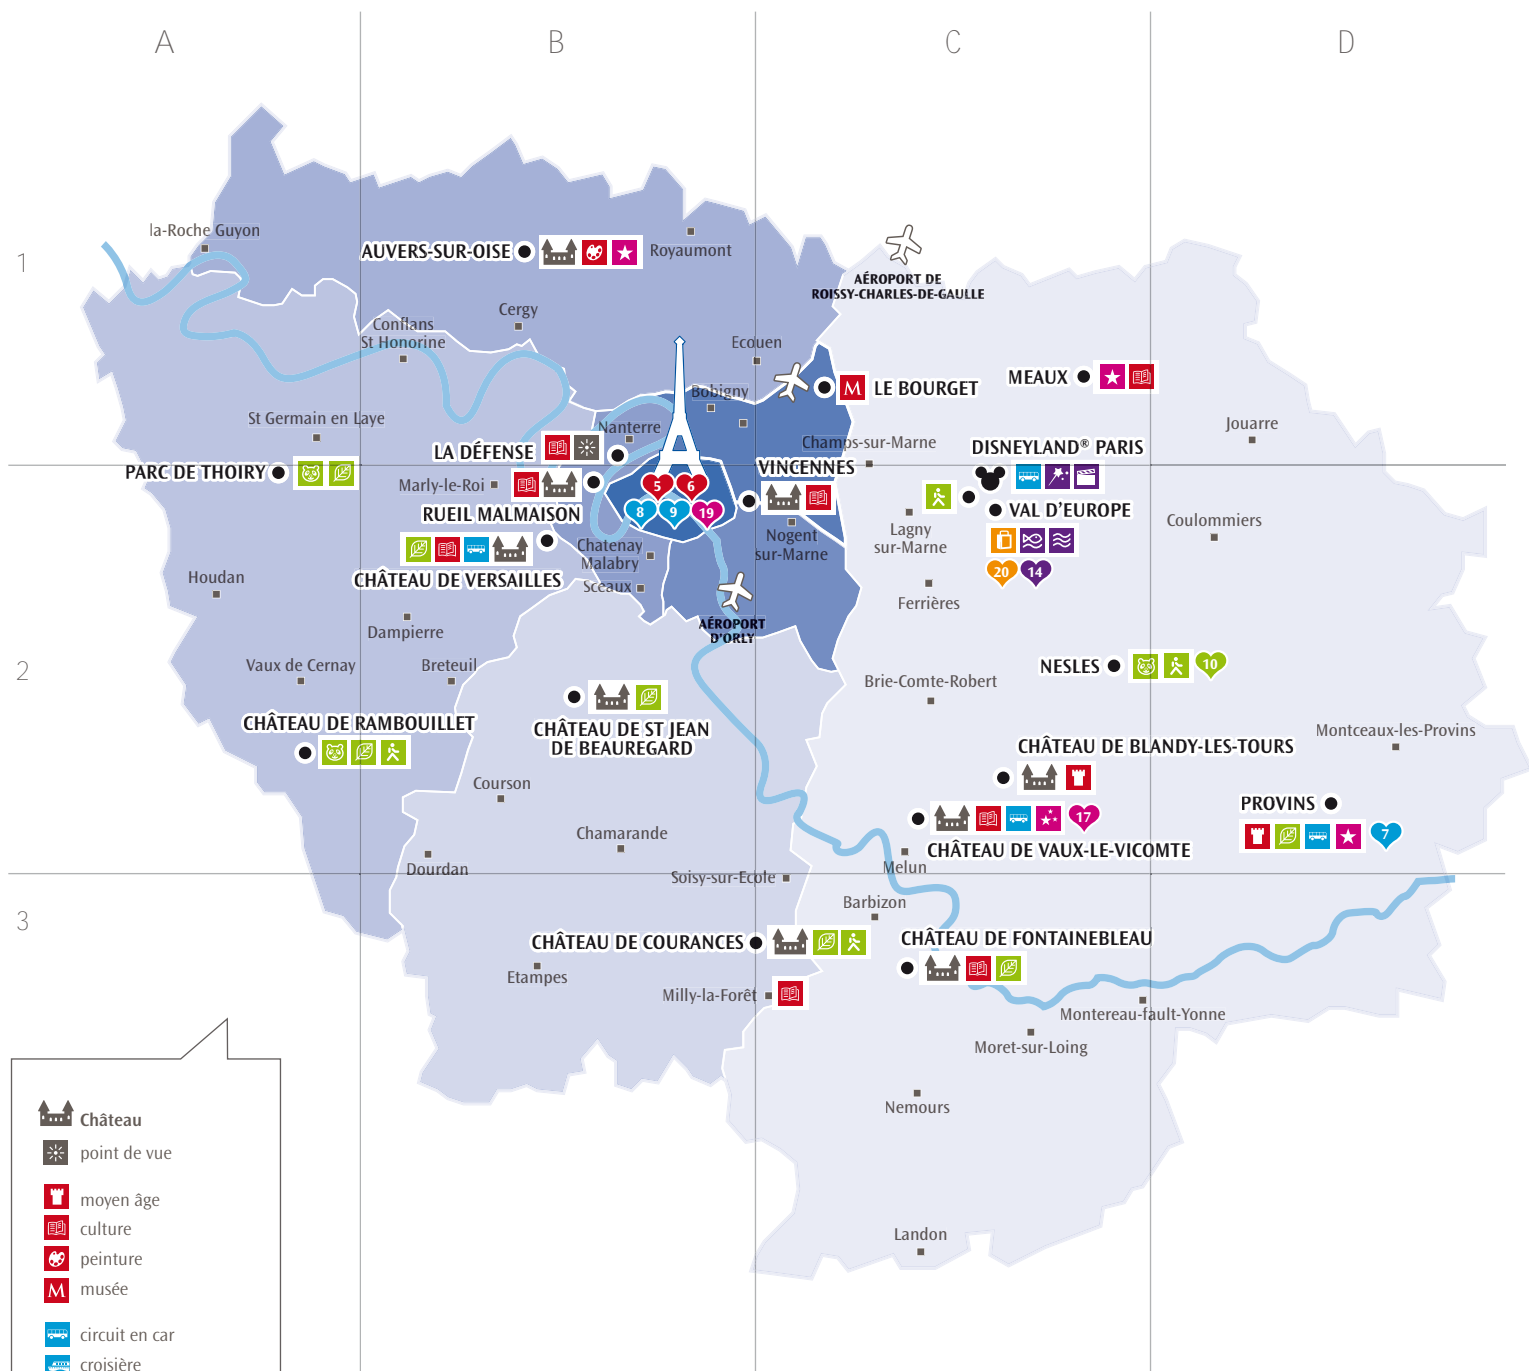 A
B
C
D
1
la-Roche Guyon
AUVERS-SUR-OISE
Royaumont
AÉROPORT DE
ROISSY-CHARLES-DE-GAULLE
Cergy
Conflans
St Honorine
Ecouen
Bobigny
M
LE BOURGET
MEAUX
St Germain en Laye
Nanterre
Jouarre
LA DÉFENSE
Champs-sur-Marne
DISNEYLAND® PARIS
PARC DE THOIRY
VINCENNES
Marly-le-Roi
5
6
RUEIL MALMAISON
8
9
19
VAL D'EUROPE
Lagny
sur-Marne
Coulommiers
Nogent
sur-Marne
Chatenay
Malabry
CHÂTEAU DE VERSAILLES
Houdan
Sceaux
20
14
Ferrières
AÉROPORT
D'ORLY
Dampierre
2
Vaux de Cernay
Breteuil
NESLES
10
Brie-Comte-Robert
CHÂTEAU DE RAMBOUILLET
CHÂTEAU DE ST JEAN
DE BEAUREGARD
Montceaux-les-Provins
CHÂTEAU DE BLANDY-LES-TOURS
Courson
PROVINS
17
7
Chamarande
CHÂTEAU DE VAUX-LE-VICOMTE
Dourdan
Melun
Soisy-sur-Ecole
3
Barbizon
CHÂTEAU DE COURANCES
CHÂTEAU DE FONTAINEBLEAU
Etampes
Milly-la-Forêt
Montereau-fault-Yonne
Moret-sur-Loing
Nemours
Landon
Château
point de vue
moyen âge
culture
peinture
M
musée
circuit en car
croisière